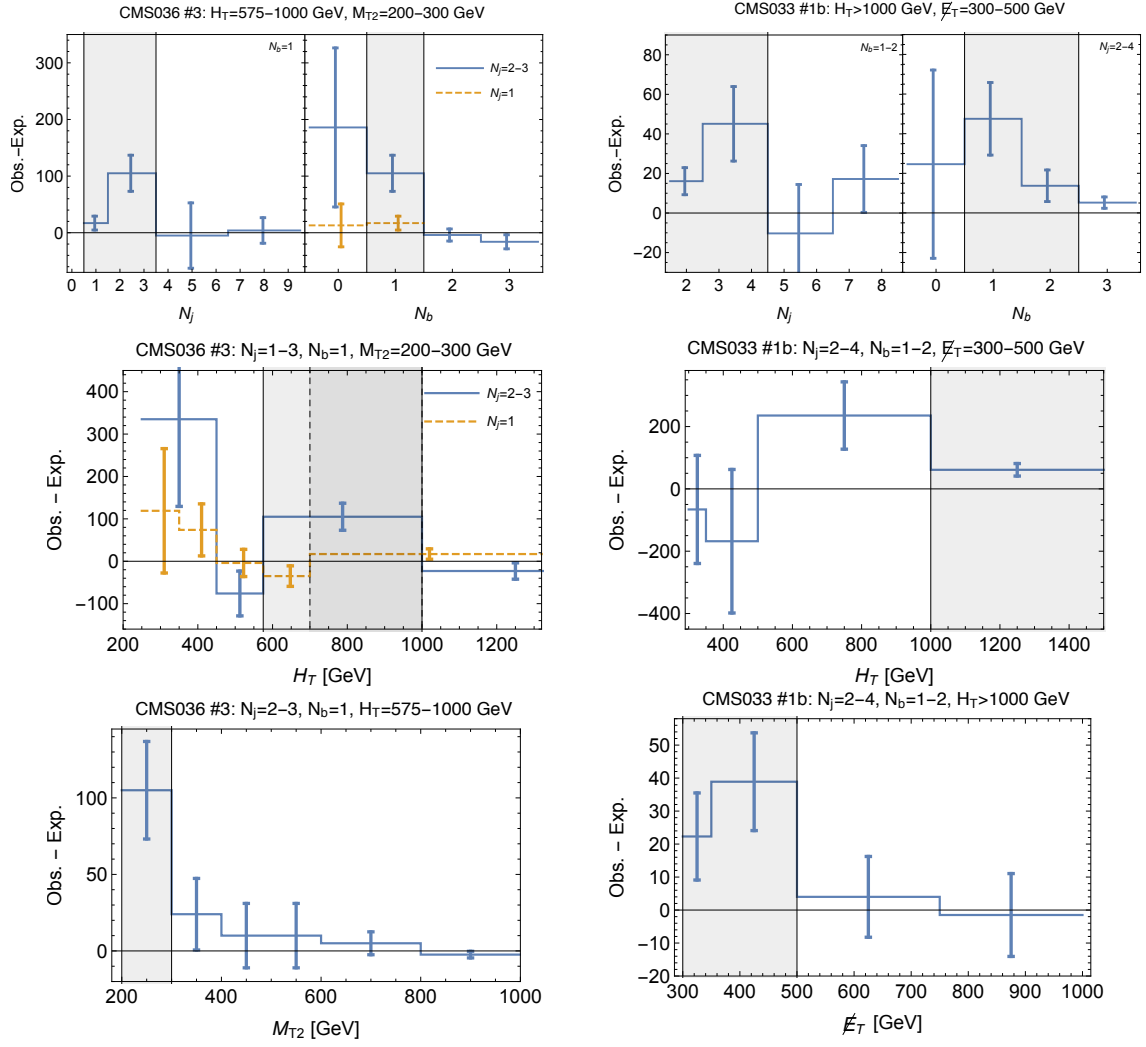 CMS036 #3: H_T=575−1000 GeV, M_T2=200−300 GeV
N_b=1
N_j=2−3
N_j=1
Obs.−Exp.
300
200
100
0
0 1 2 3 4 5 6 7 8 9
0 1 2 3
N_j
N_b
CMS033 #1b: H_T>1000 GeV, E̸_T=300−500 GeV
N_b=1−2
N_j=2−4
Obs.−Exp.
80
60
40
20
0
−20
2 3 4 5 6 7 8
0 1 2 3
N_j
N_b
CMS036 #3: N_j=1−3, N_b=1, M_T2=200−300 GeV
N_j=2−3
N_j=1
Obs. − Exp.
400
300
200
100
0
−100
200 400 600 800 1000 1200
H_T [GeV]
CMS033 #1b: N_j=2−4, N_b=1−2, E̸_T=300−500 GeV
Obs. − Exp.
200
0
−200
−400
400 600 800 1000 1200 1400
H_T [GeV]
CMS036 #3: N_j=2−3, N_b=1, H_T=575−1000 GeV
Obs. − Exp.
100
50
0
200 400 600 800 1000
M_T2 [GeV]
CMS033 #1b: N_j=2−4, N_b=1−2, H_T>1000 GeV
Obs. − Exp.
50
40
30
20
10
0
−10
−20
300 400 500 600 700 800 900 1000
E̸_T [GeV]